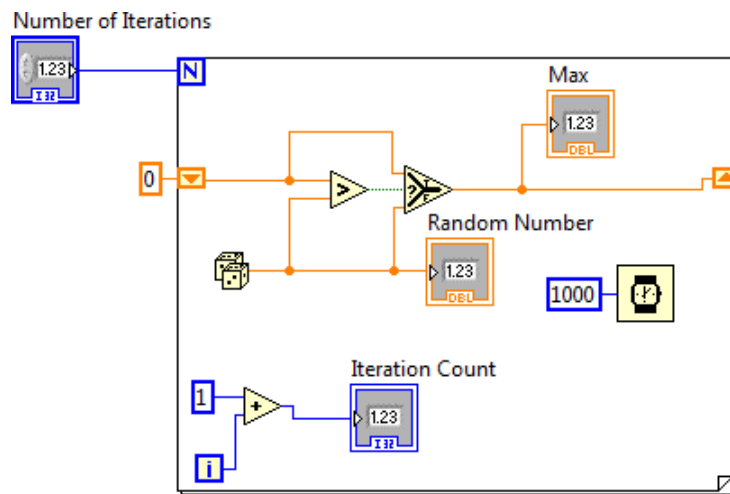 Number of Iterations
1.23
I32
N
Max
1.23
DBL
0
>
?
T
F
Random Number
1.23
DBL
1000
Iteration Count
1
+
1.23
I32
i